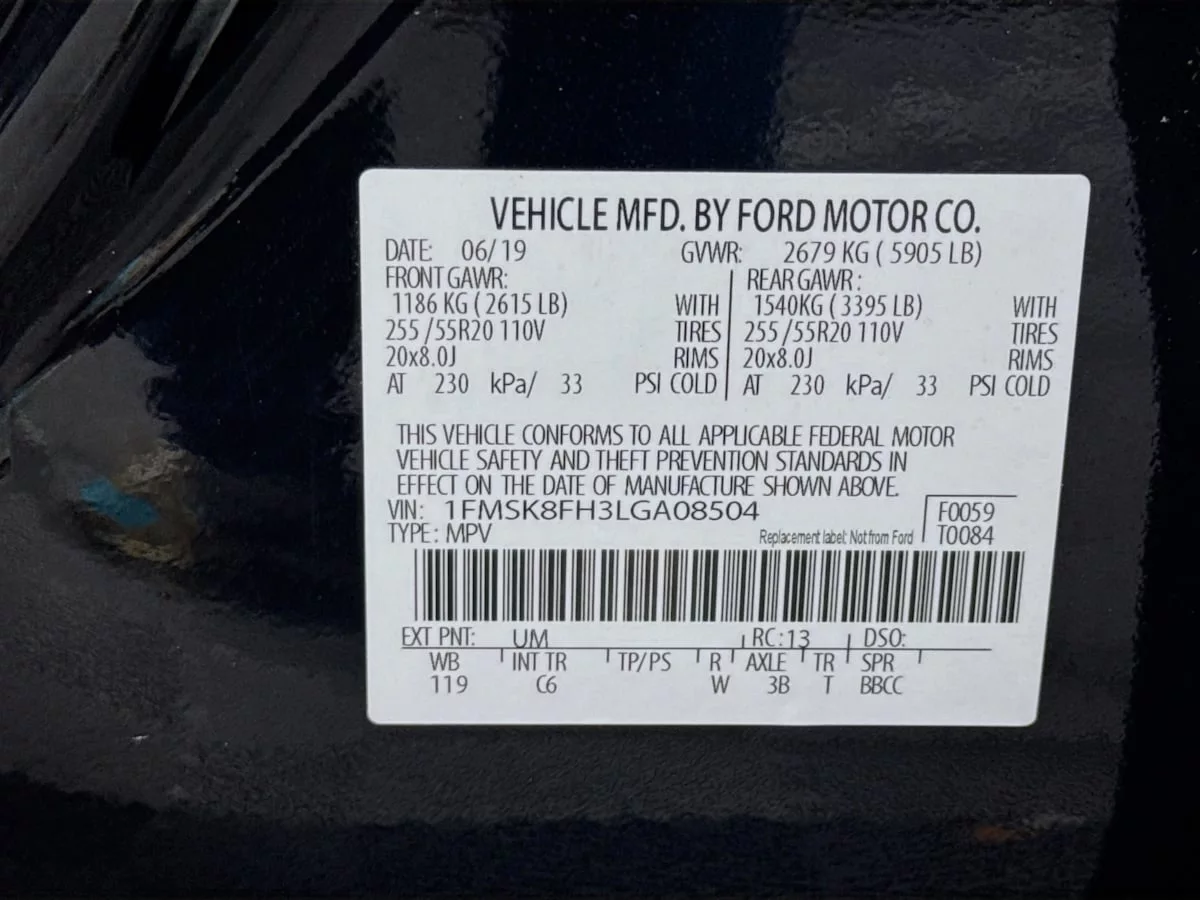 VEHICLE MFD. BY FORD MOTOR CO.
DATE: 06/19 GVWR: 2679 KG ( 5905 LB)
FRONT GAWR: REAR GAWR :
1186 KG ( 2615 LB) WITH 1540KG ( 3395 LB) WITH
255 /55R20 110V TIRES 255 /55R20 110V TIRES
20x8.0J RIMS 20x8.0J RIMS
AT 230 kPa/ 33 PSI COLD AT 230 kPa/ 33 PSI COLD
THIS VEHICLE CONFORMS TO ALL APPLICABLE FEDERAL MOTOR
VEHICLE SAFETY AND THEFT PREVENTION STANDARDS IN
EFFECT ON THE DATE OF MANUFACTURE SHOWN ABOVE.
VIN: 1FMSK8FH3LGA08504 F0059
TYPE: MPV Replacement label; Not from Ford T0084
EXT PNT: UM RC: 13 DSO:
WB INT TR TP/PS R AXLE TR SPR
119 C6 W 3B T BBCC